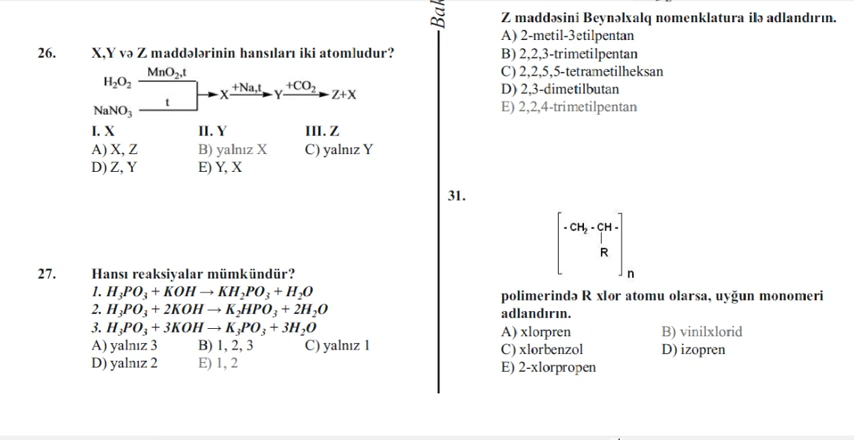 26. X,Y və Z maddələrinin hansıları iki atomludur?
H₂O₂ MnO₂,t
NaNO₃ t
X +Na,t Y +CO₂ Z+X
I. X II. Y III. Z
A) X, Z B) yalnız X C) yalnız Y
D) Z, Y E) Y, X
27. Hansı reaksiyalar mümkündür?
1. H₃PO₃ + KOH → KH₂PO₃ + H₂O
2. H₃PO₃ + 2KOH → K₂HPO₃ + 2H₂O
3. H₃PO₃ + 3KOH → K₃PO₃ + 3H₂O
A) yalnız 3 B) 1, 2, 3 C) yalnız 1
D) yalnız 2 E) 1, 2
Z maddəsini Beynəlxalq nomenklatura ilə adlandırın.
A) 2-metil-3etilpentan
B) 2,2,3-trimetilpentan
C) 2,2,5,5-tetrametilheksan
D) 2,3-dimetilbutan
E) 2,2,4-trimetilpentan
31.
- CH₂ - CH -
R
n
polimerində R xlor atomu olarsa, uyğun monomeri
adlandırın.
A) xlorpren B) vinilxlorid
C) xlorbenzol D) izopren
E) 2-xlorpropen